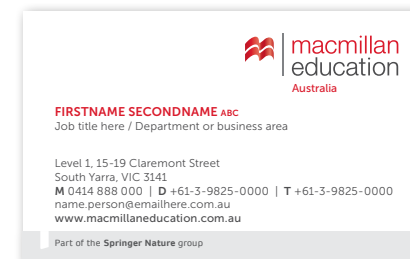 macmillan
education
Australia
FIRSTNAME SECONDNAME ABC
Job title here / Department or business area
Level 1, 15-19 Claremont Street
South Yarra, VIC 3141
M 0414 888 000 | D +61-3-9825-0000 | T +61-3-9825-0000
name.person@emailhere.com.au
www.macmillaneducation.com.au
Part of the Springer Nature group